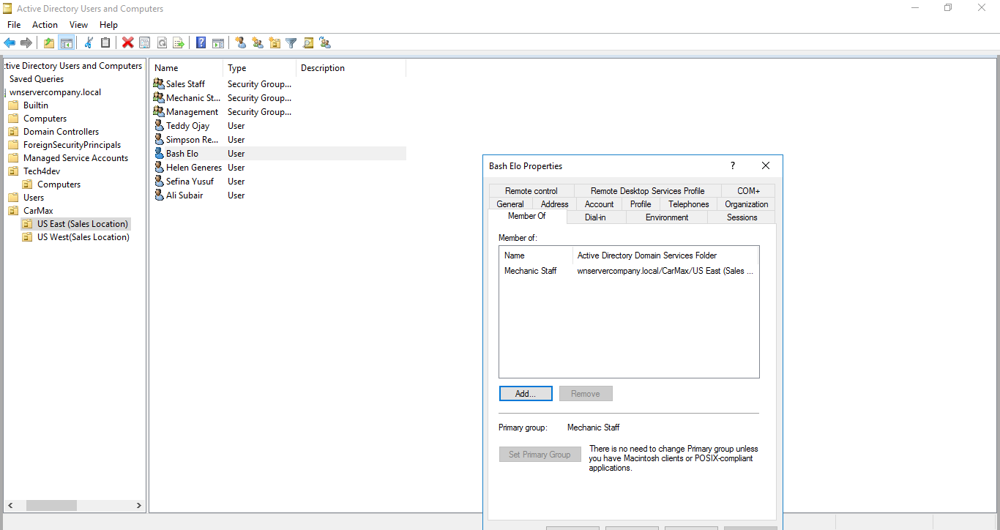 Active Directory Users and Computers
File Action View Help
ctive Directory Users and Computers
Saved Queries
wnservercompany.local
Builtin
Computers
Domain Controllers
ForeignSecurityPrincipals
Managed Service Accounts
Tech4dev
Computers
Users
CarMax
US East (Sales Location)
US West(Sales Location)
Name Type Description
Sales Staff Security Group...
Mechanic St... Security Group...
Management Security Group...
Teddy Ojay User
Simpson Re... User
Bash Elo User
Helen Generes User
Sefina Yusuf User
Ali Subair User
Bash Elo Properties ?
Remote control Remote Desktop Services Profile COM+
General Address Account Profile Telephones Organization
Member Of Dial-in Environment Sessions
Member of:
Name Active Directory Domain Services Folder
Mechanic Staff wnservercompany.local/CarMax/US East (Sales ...
Add... Remove
Primary group: Mechanic Staff
Set Primary Group
There is no need to change Primary group unless
you have Macintosh clients or POSIX-compliant
applications.